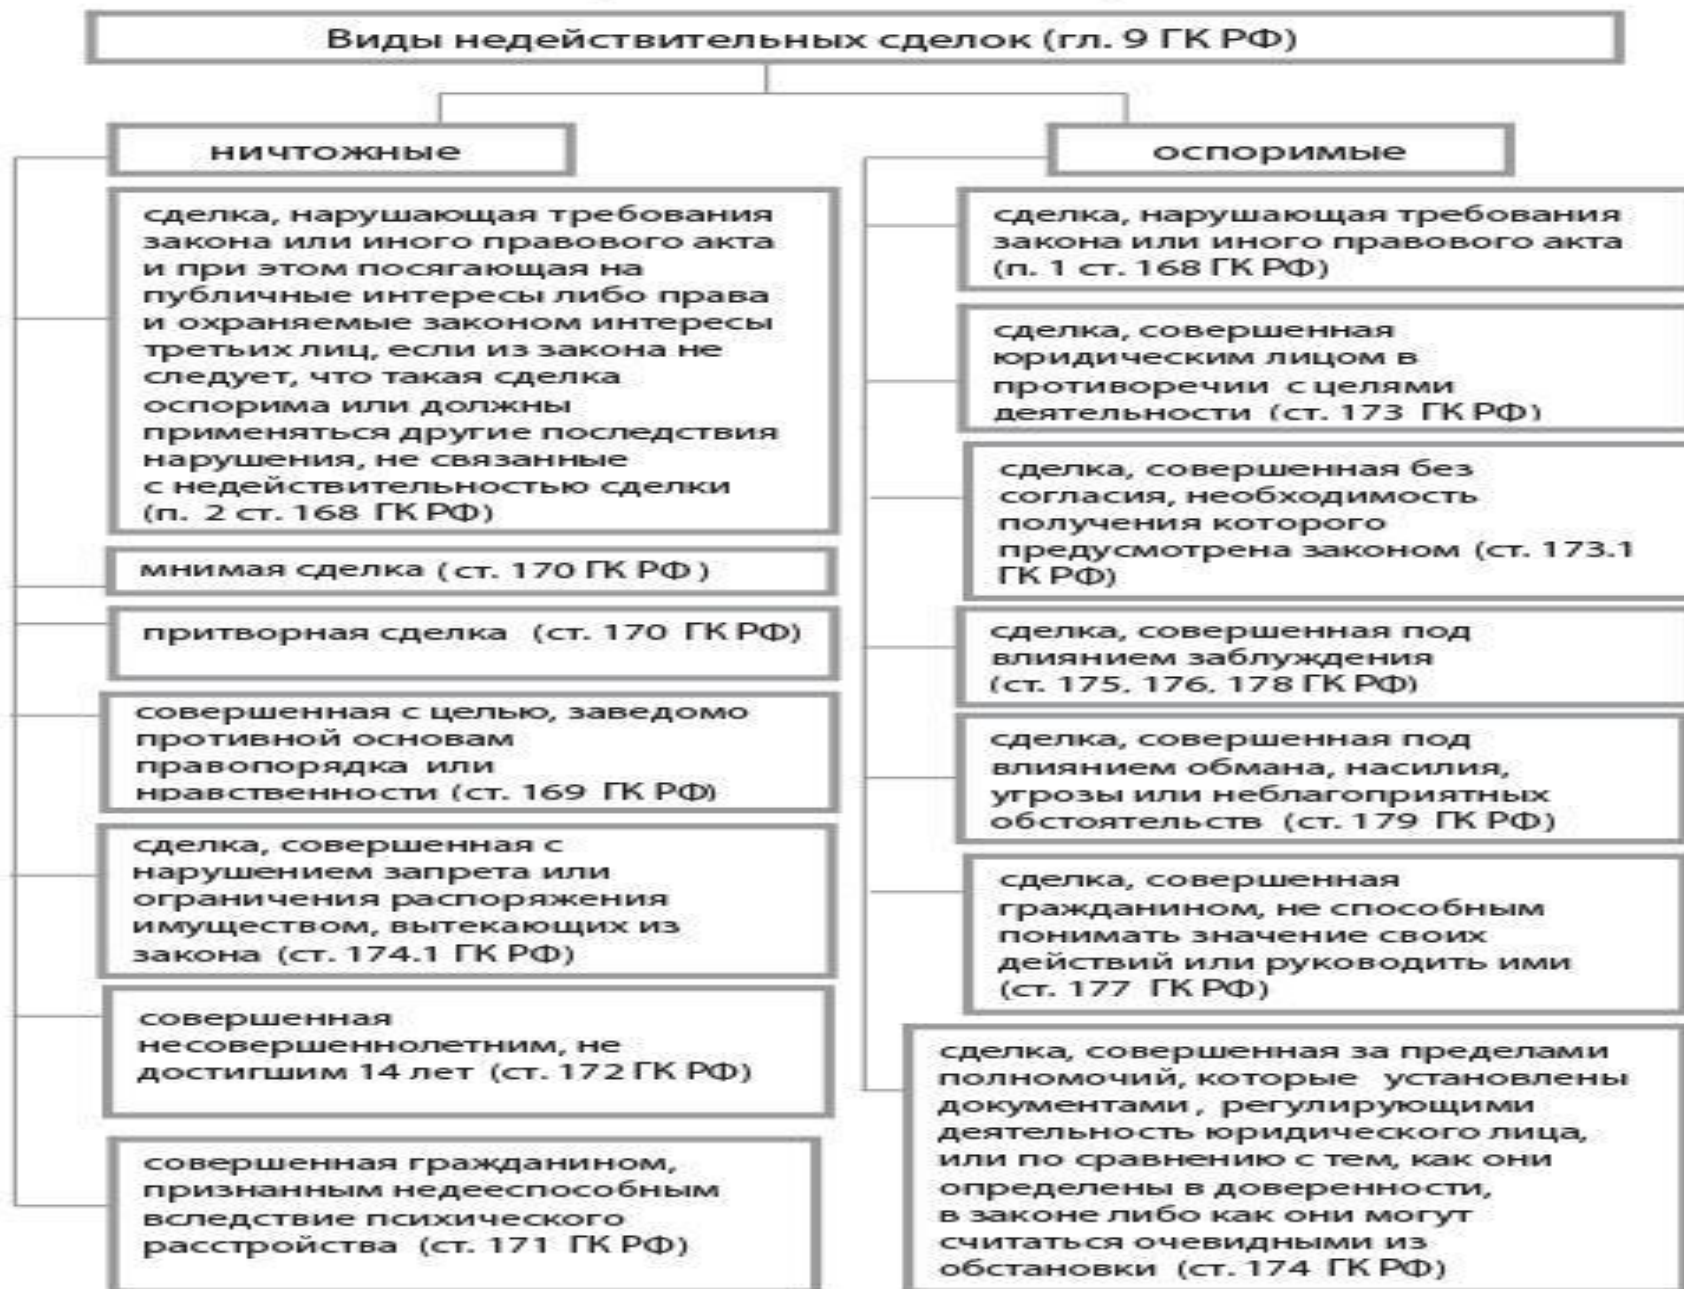 Виды недействительных сделок (гл. 9 ГК РФ)
ничтожные
сделка, нарушающая требования
закона или иного правового акта
и при этом посягающая на
публичные интересы либо права
и охраняемые законом интересы
третьих лиц, если из закона не
следует, что такая сделка
оспорима или должны
применяться другие последствия
нарушения, не связанные
с недействительностью сделки
(п. 2 ст. 168 ГК РФ)
мнимая сделка (ст. 170 ГК РФ )
притворная сделка (ст. 170 ГК РФ)
совершенная с целью, заведомо
противной основам
правопорядка или
нравственности (ст. 169 ГК РФ)
сделка, совершенная с
нарушением запрета или
ограничения распоряжения
имуществом, вытекающих из
закона (ст. 174.1 ГК РФ)
совершенная
несовершеннолетним, не
достигшим 14 лет (ст. 172 ГК РФ)
совершенная гражданином,
признанным недееспособным
вследствие психического
расстройства (ст. 171 ГК РФ)
оспоримые
сделка, нарушающая требования
закона или иного правового акта
(п. 1 ст. 168 ГК РФ)
сделка, совершенная
юридическим лицом в
противоречии с целями
деятельности (ст. 173 ГК РФ)
сделка, совершенная без
согласия, необходимость
получения которого
предусмотрена законом (ст. 173.1
ГК РФ)
сделка, совершенная под
влиянием заблуждения
(ст. 175, 176, 178 ГК РФ)
сделка, совершенная под
влиянием обмана, насилия,
угрозы или неблагоприятных
обстоятельств (ст. 179 ГК РФ)
сделка, совершенная
гражданином, не способным
понимать значение своих
действий или руководить ими
(ст. 177 ГК РФ)
сделка, совершенная за пределами
полномочий, которые установлены
документами, регулирующими
деятельность юридического лица,
или по сравнению с тем, как они
определены в доверенности,
в законе либо как они могут
считаться очевидными из
обстановки (ст. 174 ГК РФ)